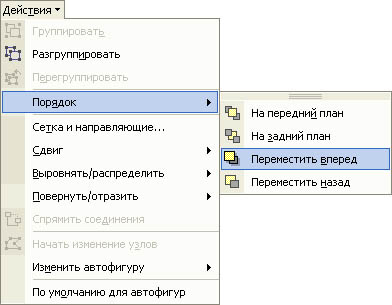 Действия
Группировать
Разгруппировать
Перегруппировать
Порядок
На передний план
На задний план
Переместить вперед
Переместить назад
Сетка и направляющие...
Сдвиг
Выровнять/распределить
Повернуть/отразить
Спрямить соединения
Начать изменение узлов
Изменить автофигуру
По умолчанию для автофигур